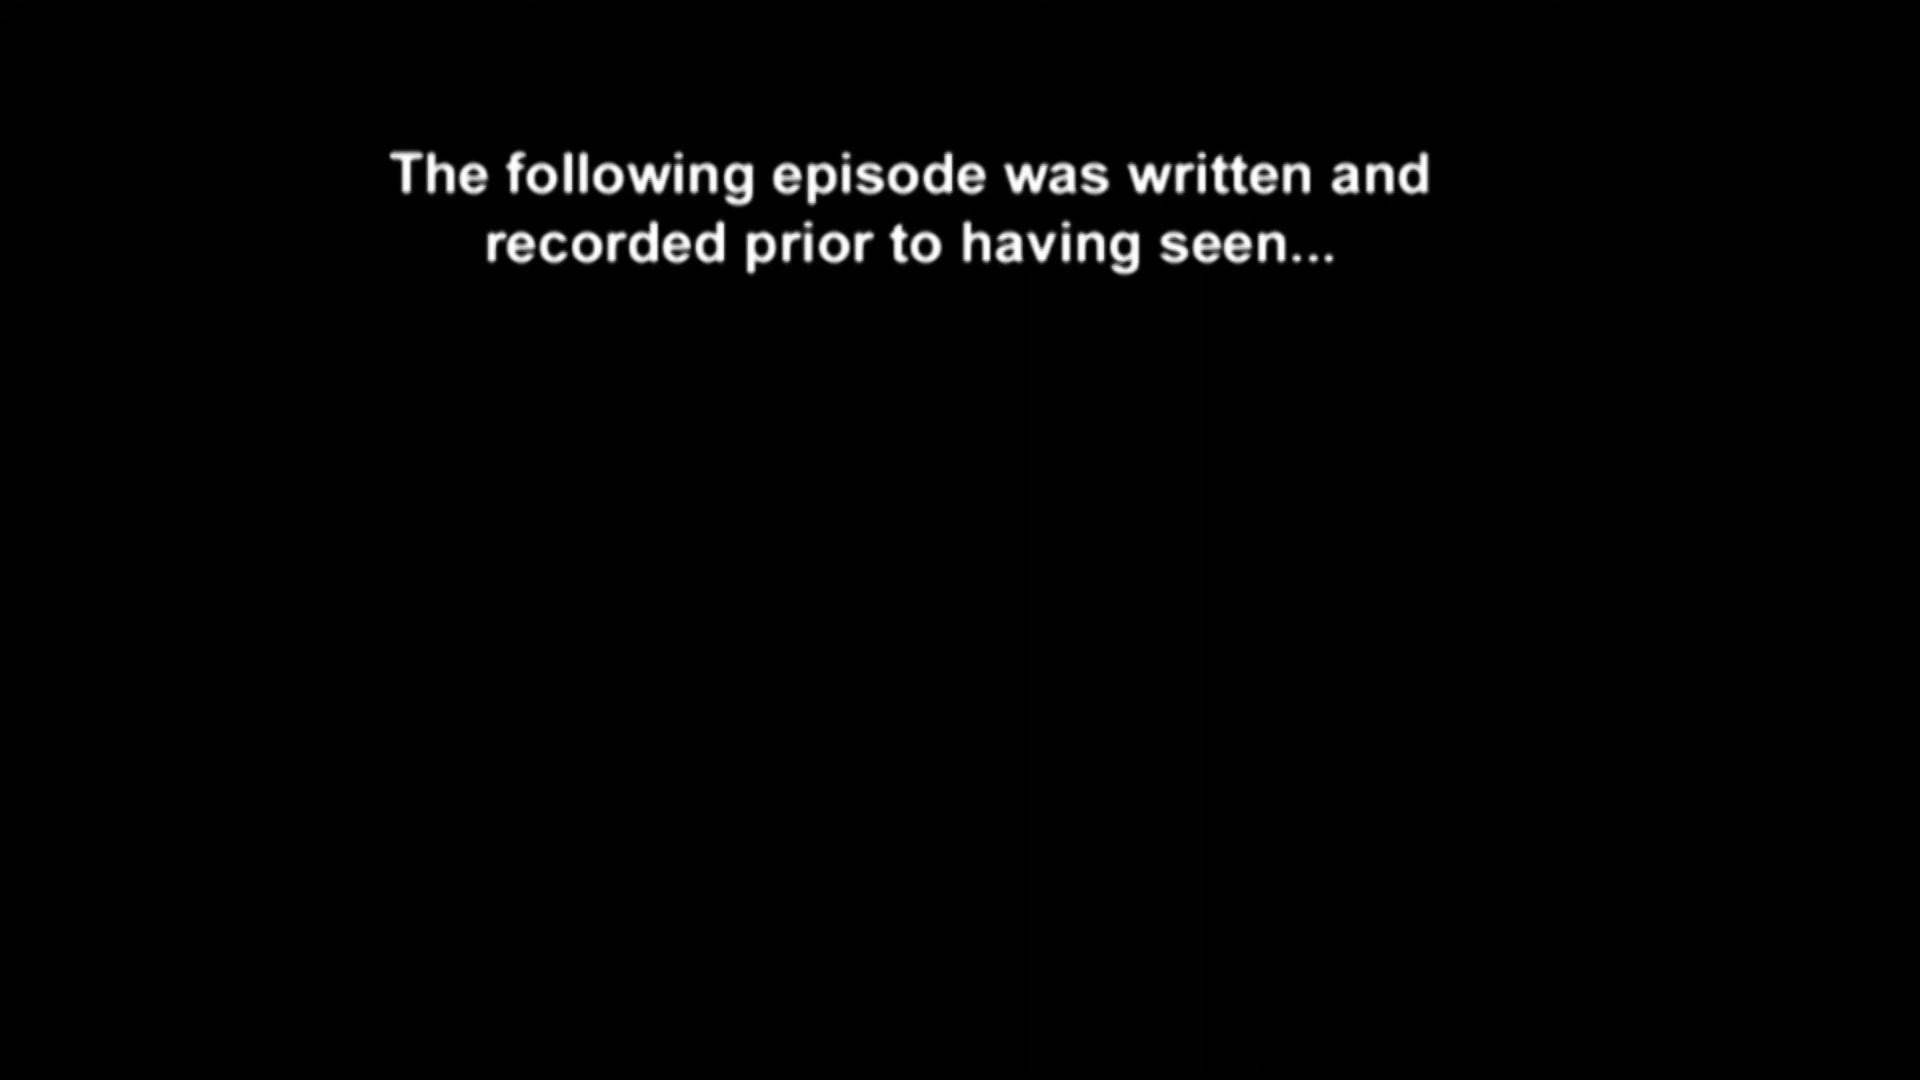 The following episode was written and
recorded prior to having seen...